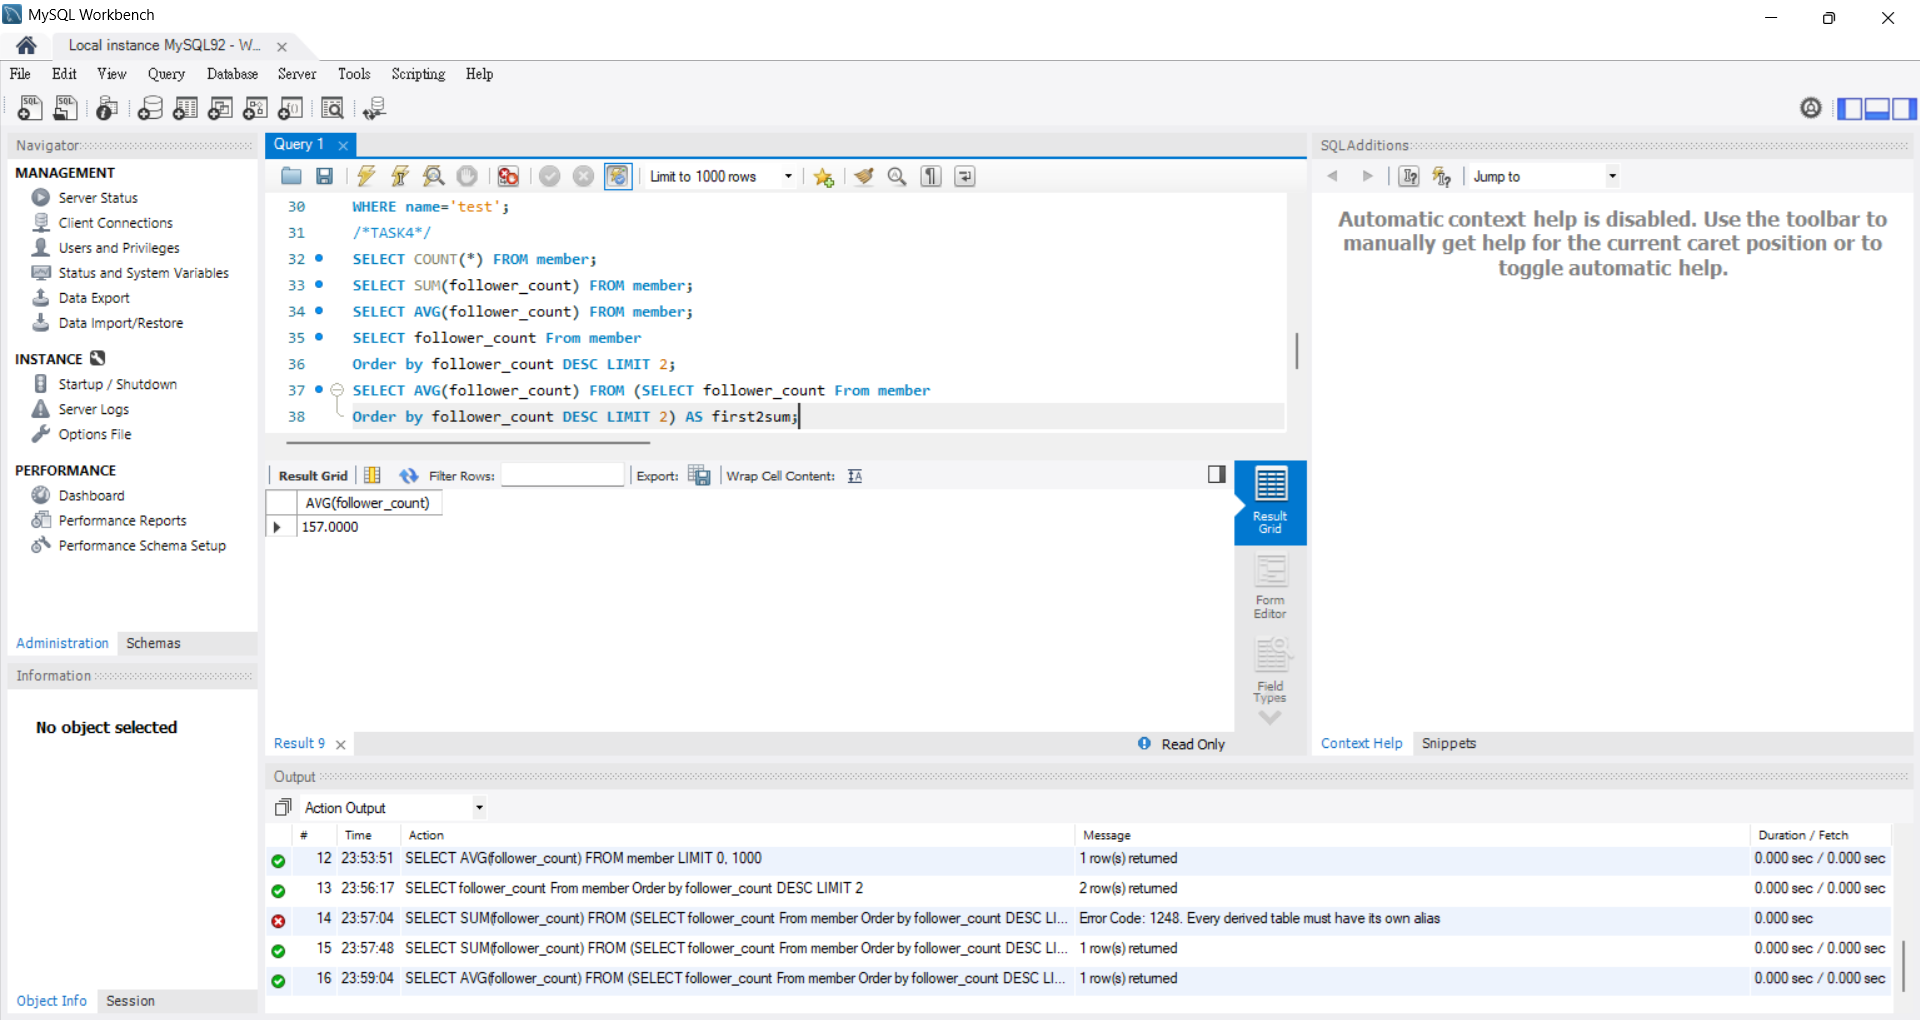 MySQL Workbench
Local instance MySQL92 - W...
File Edit View Query Database Server Tools Scripting Help
Navigator
MANAGEMENT
Server Status
Client Connections
Users and Privileges
Status and System Variables
Data Export
Data Import/Restore
INSTANCE
Startup / Shutdown
Server Logs
Options File
PERFORMANCE
Dashboard
Performance Reports
Performance Schema Setup
Administration Schemas
Information
No object selected
Object Info Session
Query 1
Limit to 1000 rows
30 WHERE name='test';
31 /*TASK4*/
32 SELECT COUNT(*) FROM member;
33 SELECT SUM(follower_count) FROM member;
34 SELECT AVG(follower_count) FROM member;
35 SELECT follower_count From member
36 Order by follower_count DESC LIMIT 2;
37 SELECT AVG(follower_count) FROM (SELECT follower_count From member
38 Order by follower_count DESC LIMIT 2) AS first2sum;
Result Grid Filter Rows: Export: Wrap Cell Content:
AVG(follower_count)
157.0000
Result
Grid
Form
Editor
Field
Types
Result 9 Read Only
SQLAdditions
Jump to
Automatic context help is disabled. Use the toolbar to
manually get help for the current caret position or to
toggle automatic help.
Context Help Snippets
Output
Action Output
# Time Action Message Duration / Fetch
12 23:53:51 SELECT AVG(follower_count) FROM member LIMIT 0, 1000 1 row(s) returned 0.000 sec / 0.000 sec
13 23:56:17 SELECT follower_count From member Order by follower_count DESC LIMIT 2 2 row(s) returned 0.000 sec / 0.000 sec
14 23:57:04 SELECT SUM(follower_count) FROM (SELECT follower_count From member Order by follower_count DESC LI... Error Code: 1248. Every derived table must have its own alias 0.000 sec
15 23:57:48 SELECT SUM(follower_count) FROM (SELECT follower_count From member Order by follower_count DESC LI... 1 row(s) returned 0.000 sec / 0.000 sec
16 23:59:04 SELECT AVG(follower_count) FROM (SELECT follower_count From member Order by follower_count DESC LI... 1 row(s) returned 0.000 sec / 0.000 sec